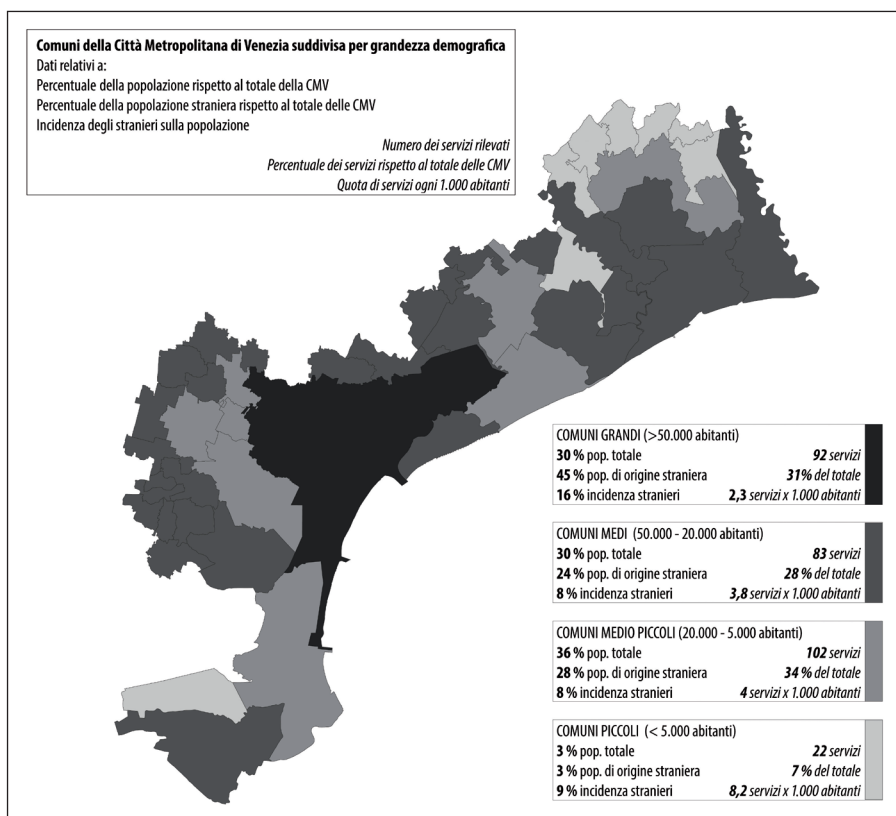 Comuni della Città Metropolitana di Venezia suddivisa per grandezza demografica
Dati relativi a:
Percentuale della popolazione rispetto al totale della CMV
Percentuale della popolazione straniera rispetto al totale delle CMV
Incidenza degli stranieri sulla popolazione
Numero dei servizi rilevati
Percentuale dei servizi rispetto al totale delle CMV
Quota di servizi ogni 1.000 abitanti
COMUNI GRANDI (>50.000 abitanti)
30 % pop. totale 92 servizi
45 % pop. di origine straniera 31% del totale
16 % incidenza stranieri 2,3 servizi x 1.000 abitanti
COMUNI MEDI (50.000 - 20.000 abitanti)
30 % pop. totale 83 servizi
24 % pop. di origine straniera 28 % del totale
8 % incidenza stranieri 3,8 servizi x 1.000 abitanti
COMUNI MEDIO PICCOLI (20.000 - 5.000 abitanti)
36 % pop. totale 102 servizi
28 % pop. di origine straniera 34 % del totale
8 % incidenza stranieri 4 servizi x 1.000 abitanti
COMUNI PICCOLI (< 5.000 abitanti)
3 % pop. totale 22 servizi
3 % pop. di origine straniera 7 % del totale
9 % incidenza stranieri 8,2 servizi x 1.000 abitanti